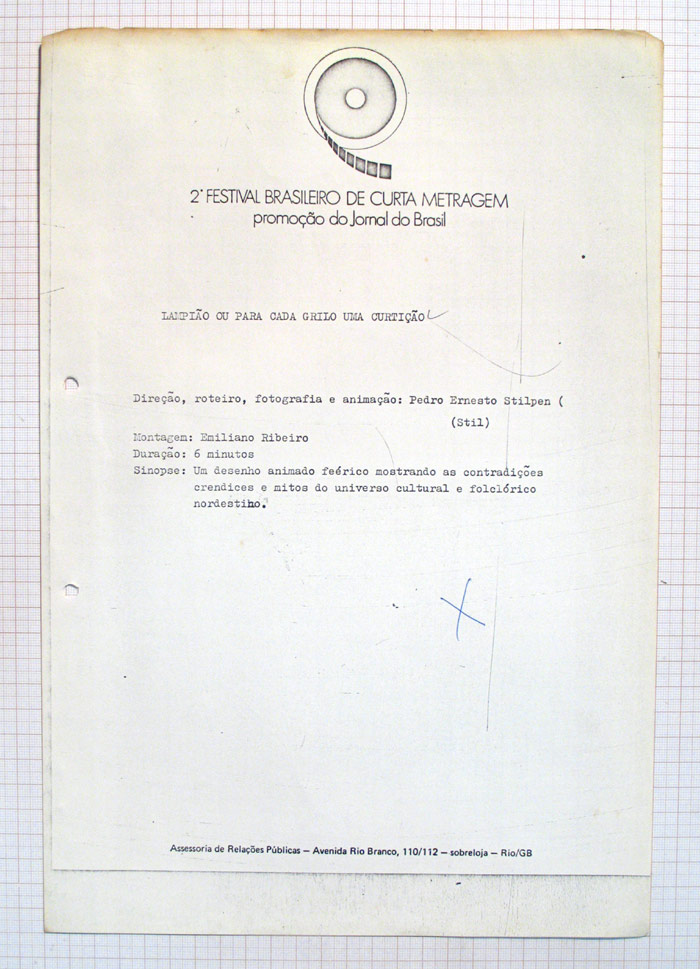 2º FESTIVAL BRASILEIRO DE CURTA METRAGEM
promoção do Jornal do Brasil
LAMPIÃO OU PARA CADA GRILO UMA CURTIÇÃO
Direção, roteiro, fotografia e animação: Pedro Ernesto Stilpen (
(Stil)
Montagem: Emiliano Ribeiro
Duração: 6 minutos
Sinopse: Um desenho animado feérico mostrando as contradições
crendices e mitos do universo cultural e folclórico
nordestino.
Assessoria de Relações Públicas — Avenida Rio Branco, 110/112 — sobreloja — Rio/GB